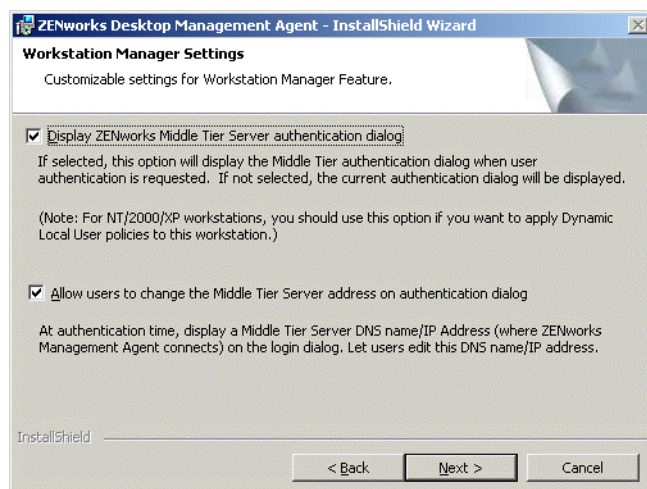 ZENworks Desktop Management Agent - InstallShield Wizard
Workstation Manager Settings
Customizable settings for Workstation Manager Feature.
Display ZENworks Middle Tier Server authentication dialog
If selected, this option will display the Middle Tier authentication dialog when user
authentication is requested. If not selected, the current authentication dialog will be displayed.
(Note: For NT/2000/XP workstations, you should use this option if you want to apply Dynamic
Local User policies to this workstation.)
Allow users to change the Middle Tier Server address on authentication dialog
At authentication time, display a Middle Tier Server DNS name/IP Address (where ZENworks
Management Agent connects) on the login dialog. Let users edit this DNS name/IP address.
InstallShield
< Back Next > Cancel